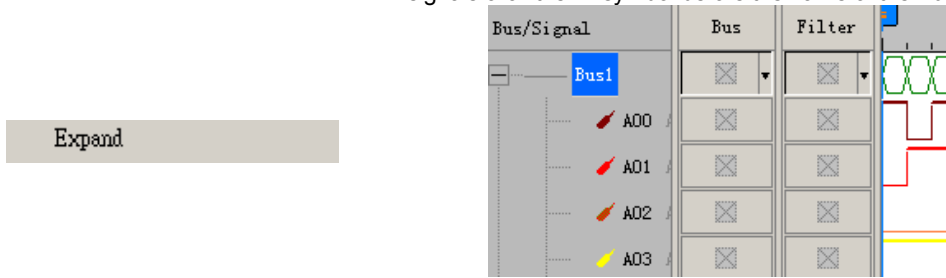 Bus/Signal Bus Filter
Bus1
A00
Expand
A01
A02
A03